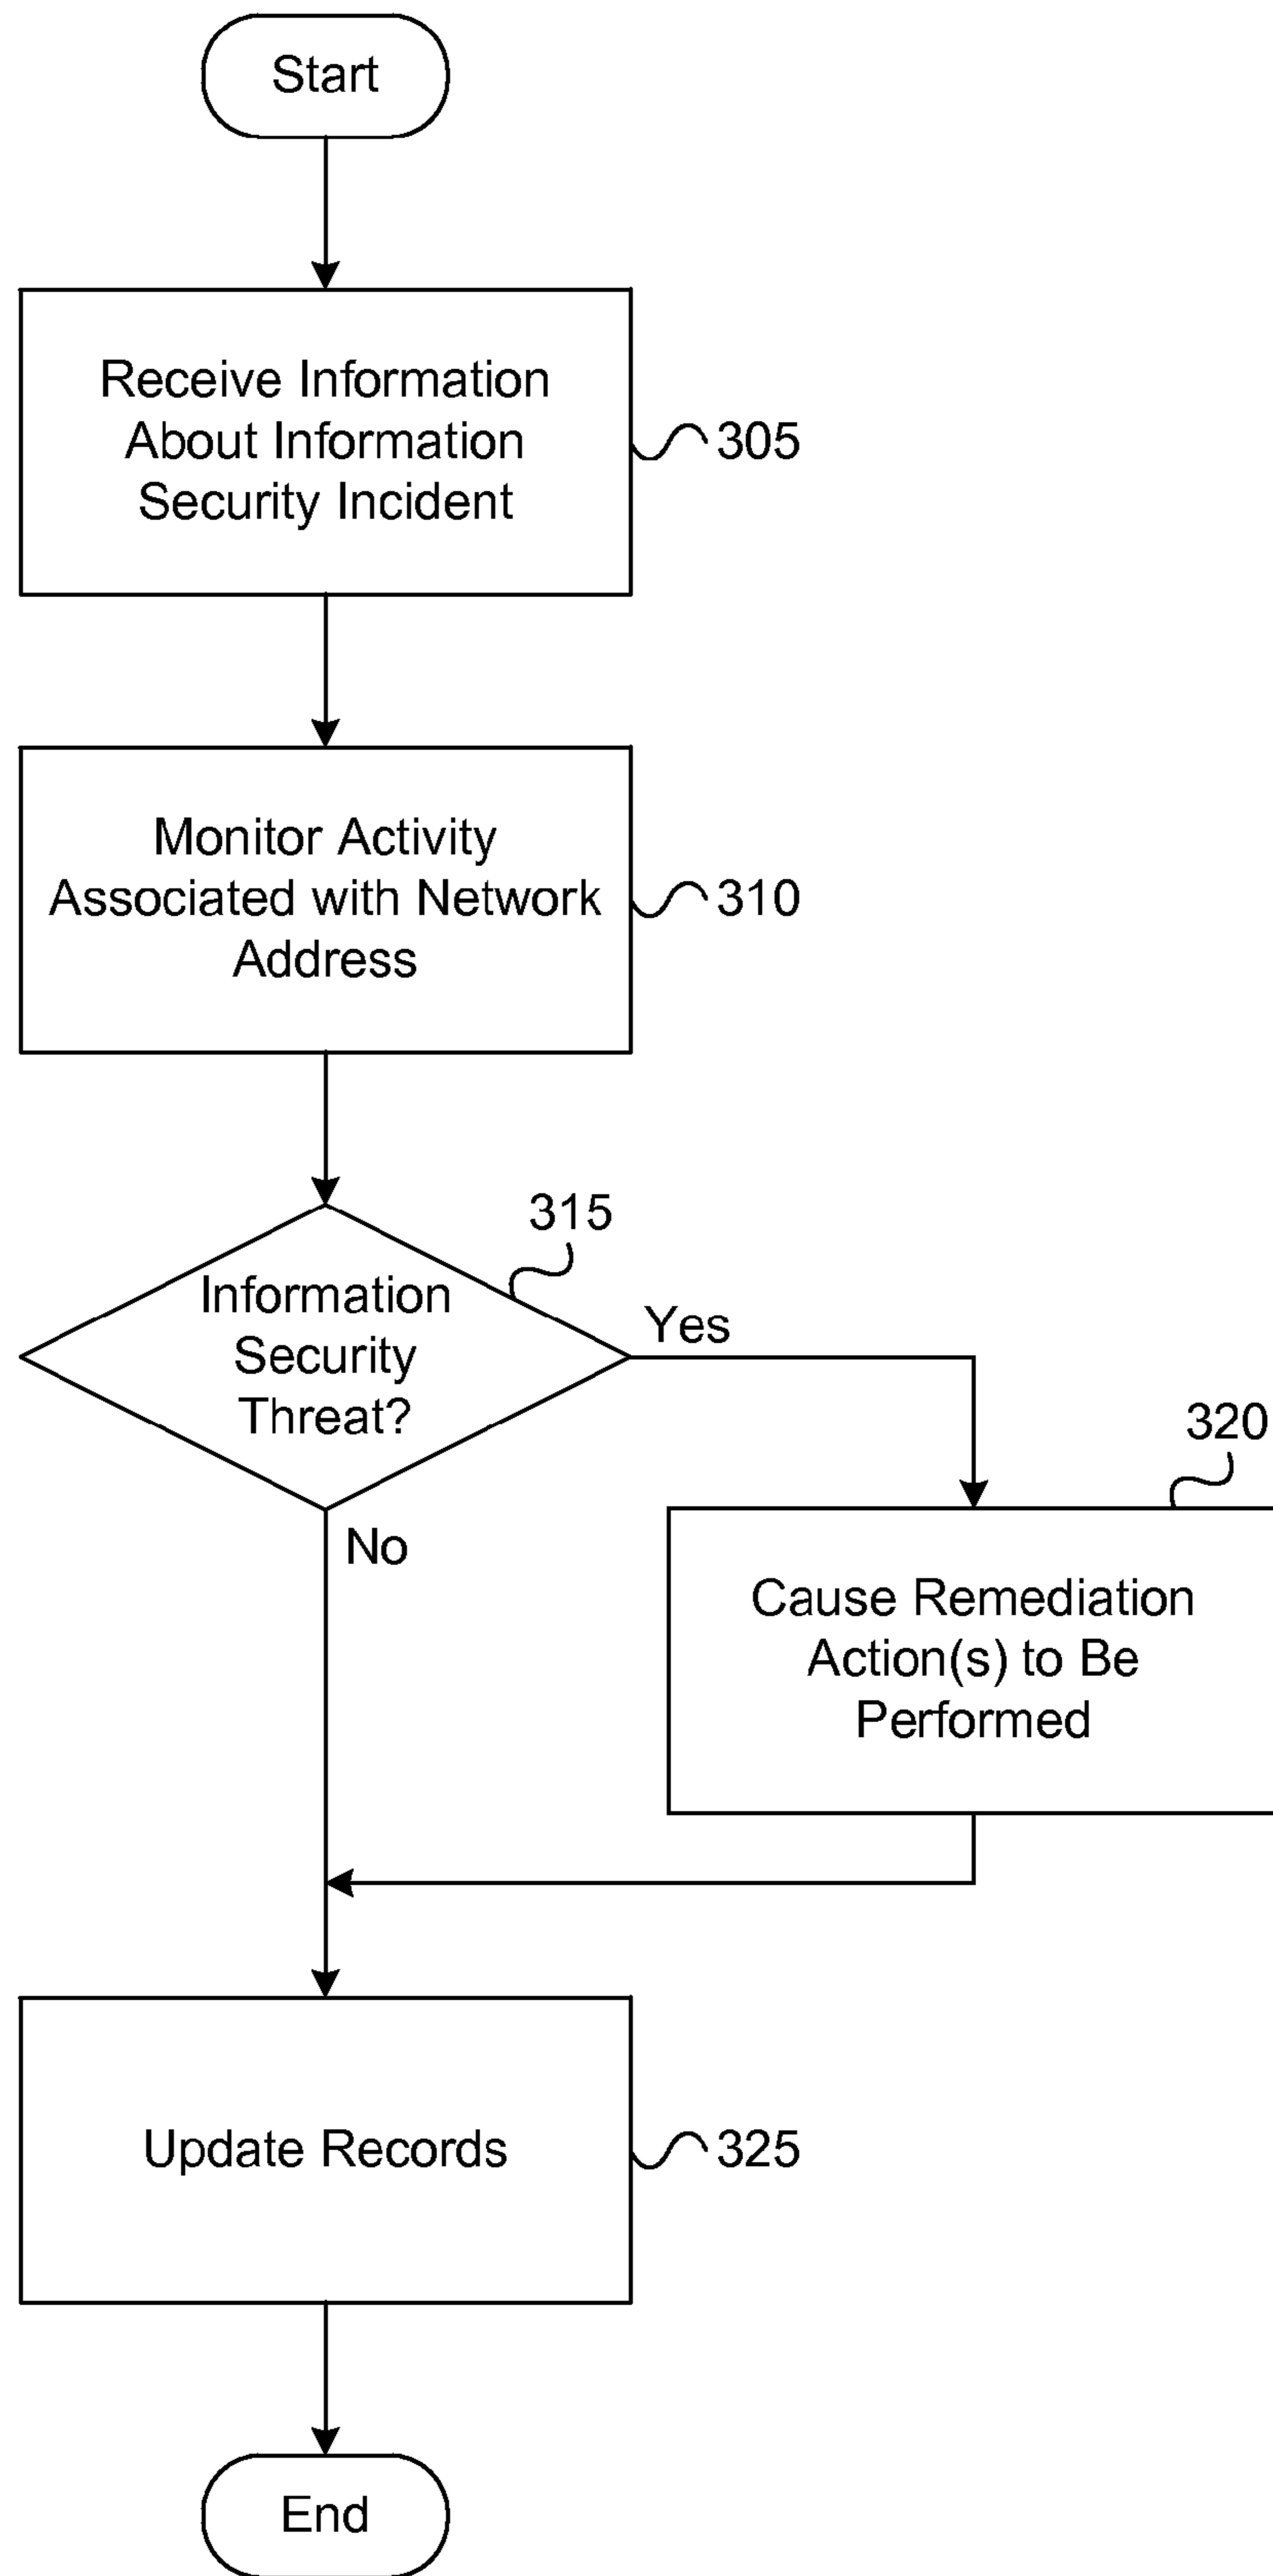 Start
Receive Information
About Information
Security Incident
305
Monitor Activity
Associated with Network
Address
310
315
Information
Security
Threat?
Yes
No
320
Cause Remediation
Action(s) to Be
Performed
Update Records
325
End